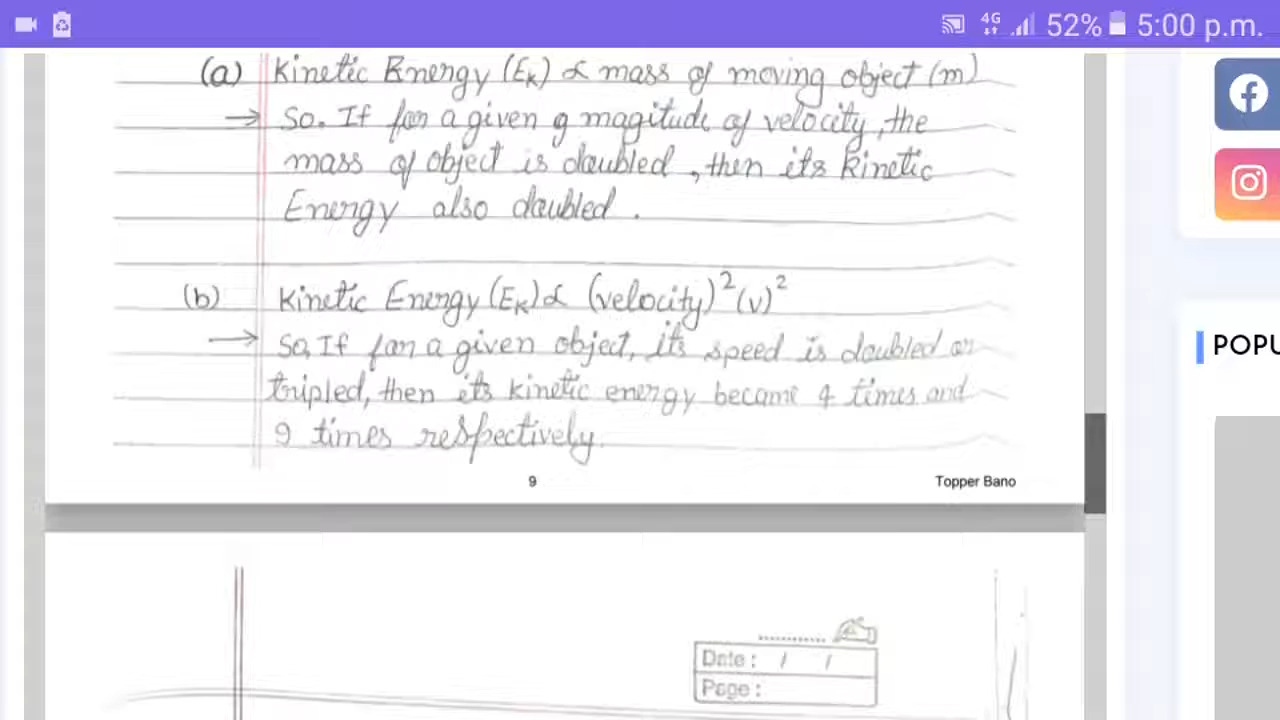 4G 52% 5:00 p.m.
(a) Kinetic Energy (Eₖ) ∝ mass of moving object (m)
→ So. If for a given g magitude of velocity, the
mass of object is doubled, then its kinetic
Energy also doubled.
(b) Kinetic Energy (Eₖ) ∝ (velocity)² (v)²
→ So, If for a given object, its speed is doubled or
tripled, then its kinetic energy became 4 times and
9 times respectively.
POPU
9 Topper Bano
Date : / /
Page :